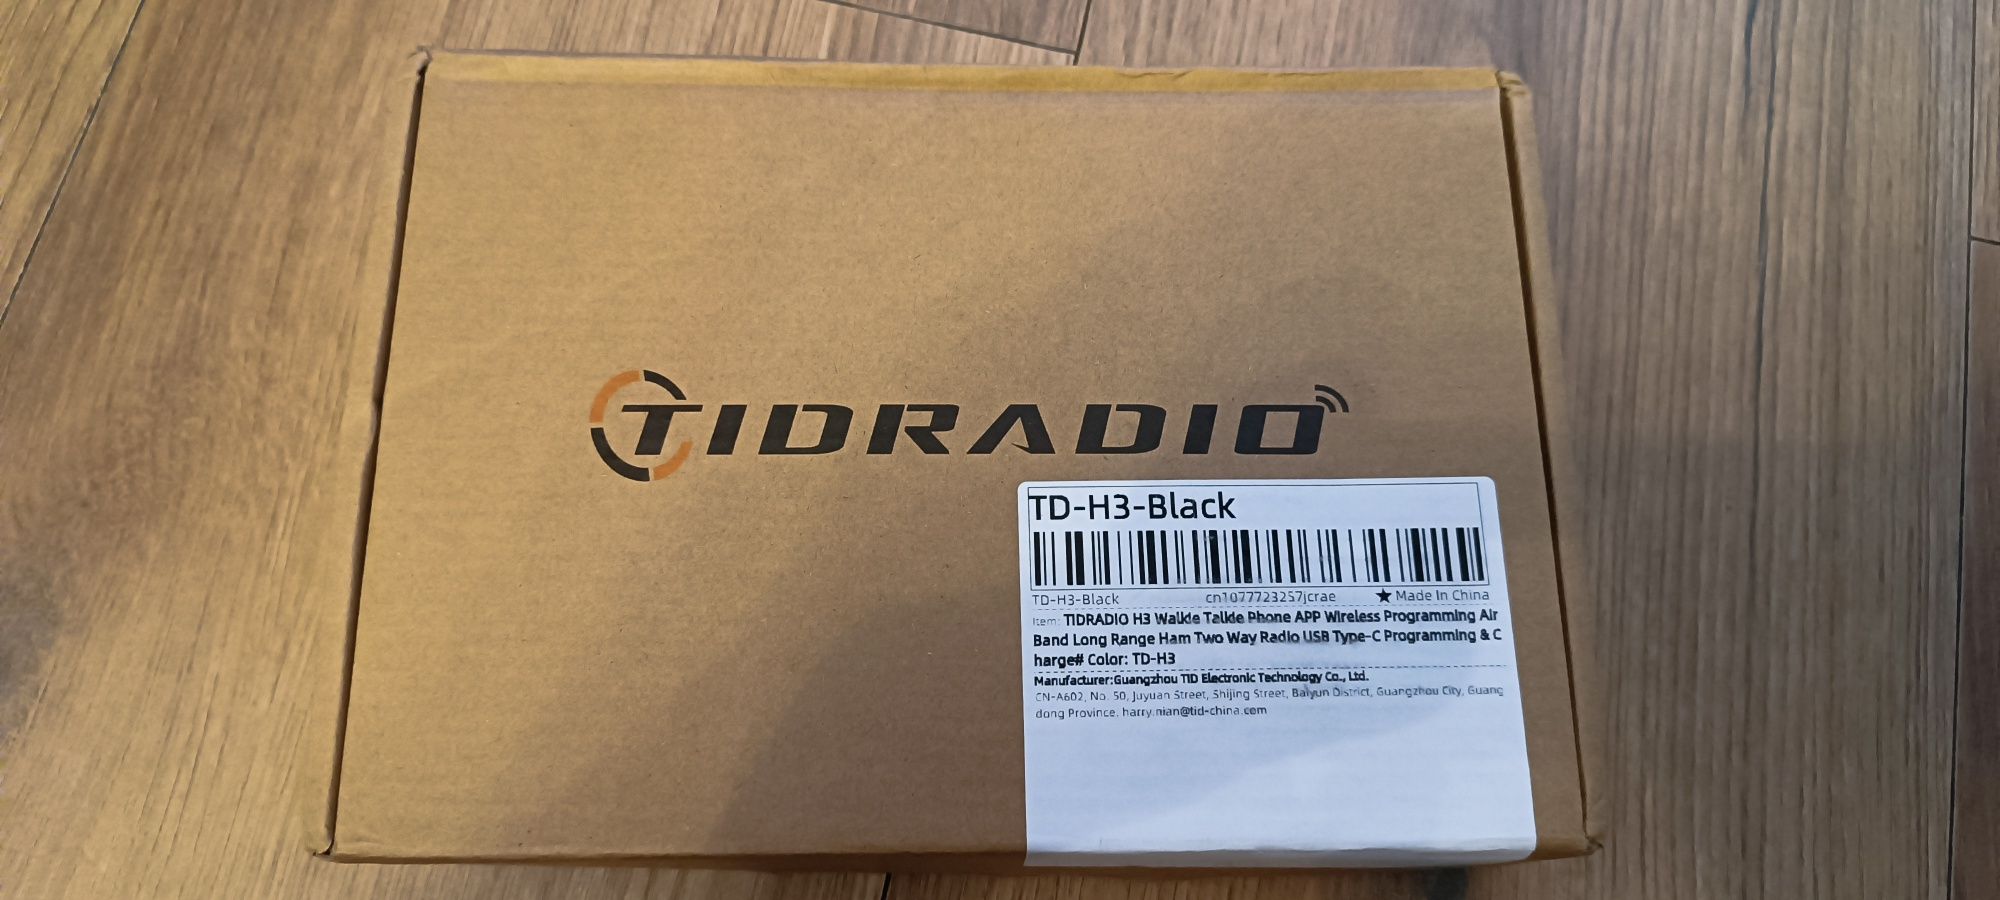 TIDRADIO
TD-H3-Black
TD-H3-Black cn1077723257jcrae ★ Made In China
Item: TIDRADIO H3 Walkie Talkie Phone APP Wireless Programming Air
Band Long Range Ham Two Way Radio USB Type-C Programming & C
harge# Color: TD-H3
Manufacturer:Guangzhou TID Electronic Technology Co., Ltd.
CN-A602, No. 50, Juyuan Street, Shijing Street, Baiyun District, Guangzhou City, Guang
dong Province. harry.nian@tid-china.com